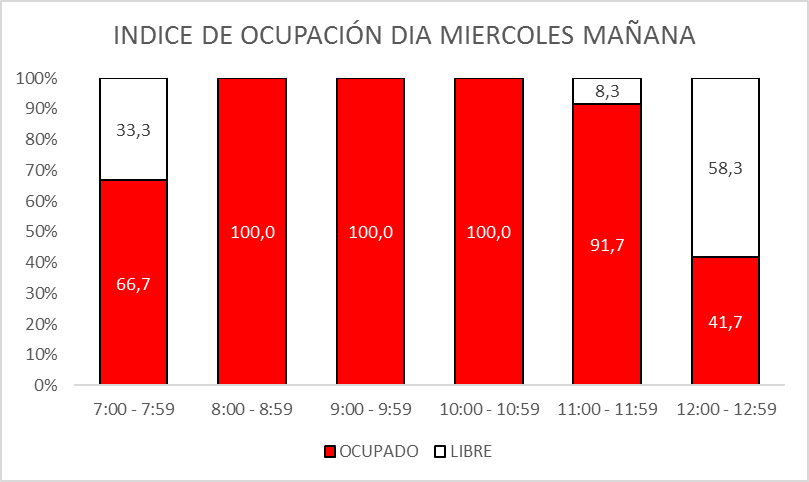 INDICE DE OCUPACIÓN DIA MIERCOLES MAÑANA
100%
90%
80%
70%
60%
50%
40%
30%
20%
10%
0%
33,3
66,7
100,0
100,0
100,0
8,3
91,7
58,3
41,7
7:00 - 7:59
8:00 - 8:59
9:00 - 9:59
10:00 - 10:59
11:00 - 11:59
12:00 - 12:59
OCUPADO
LIBRE